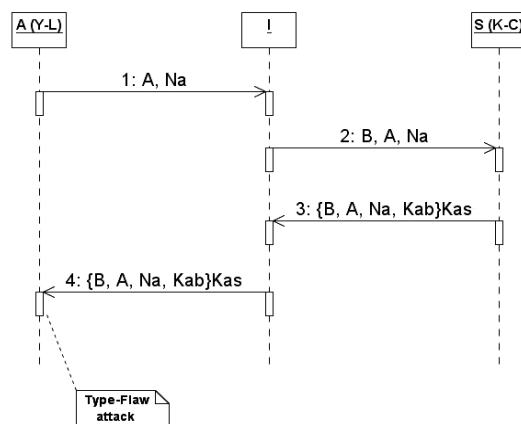 A (Y-L)
I
S (K-C)
1: A, Na
2: B, A, Na
3: {B, A, Na, Kab}Kas
4: {B, A, Na, Kab}Kas
Type-Flaw
attack